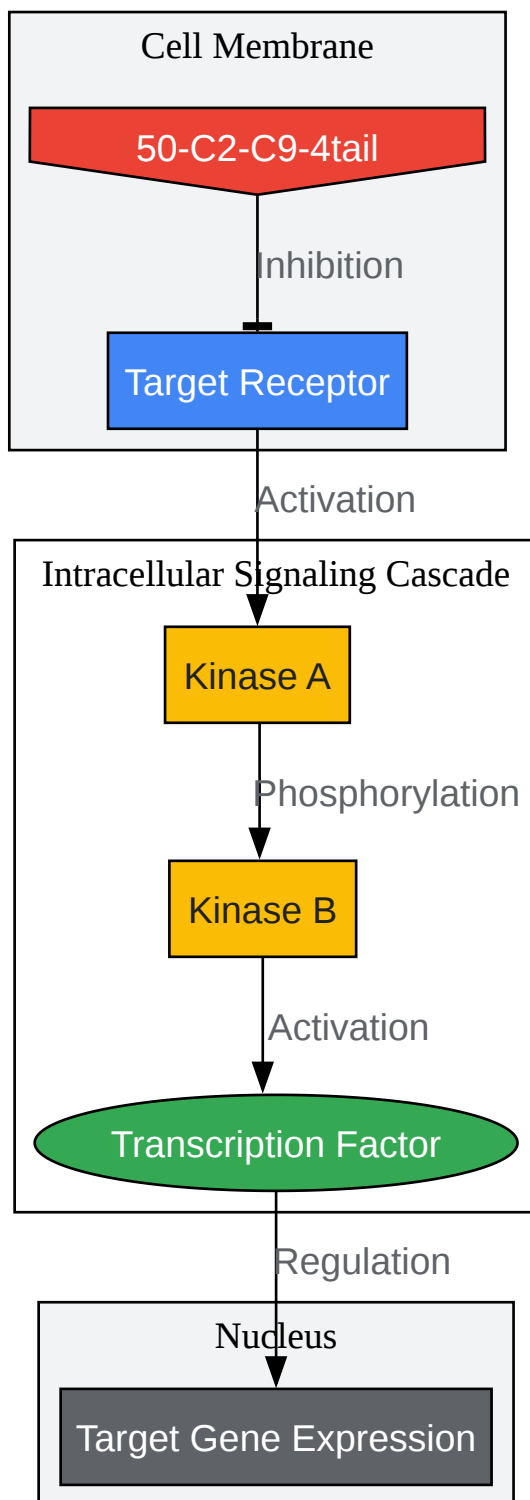 Cell Membrane
50-C2-C9-4tail
Inhibition
Target Receptor
Activation
Intracellular Signaling Cascade
Kinase A
Phosphorylation
Kinase B
Activation
Transcription Factor
Regulation
Nucleus
Target Gene Expression